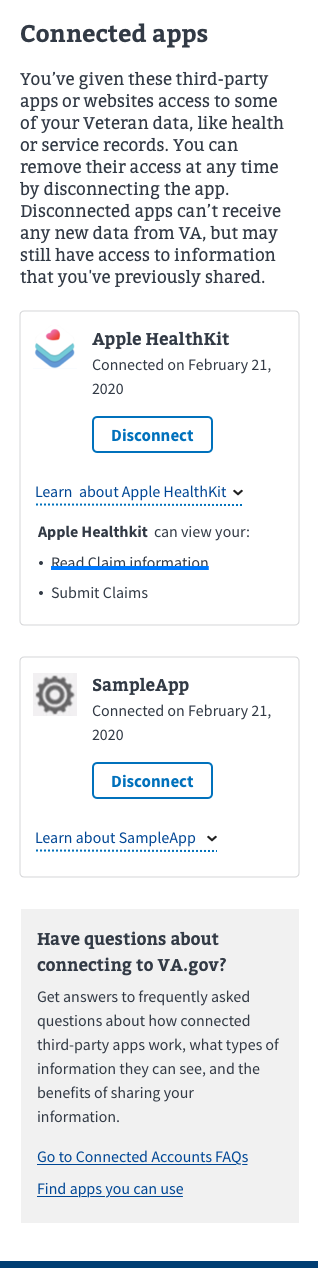 Connected apps
You've given these third-party
apps or websites access to some
of your Veteran data, like health
or service records. You can
remove their access at any time
by disconnecting the app.
Disconnected apps can't receive
any new data from VA, but may
still have access to information
that you've previously shared.
Apple HealthKit
Connected on February 21,
2020
Disconnect
Learn about Apple HealthKit
Apple Healthkit can view your:
• Read Claim information
• Submit Claims
SampleApp
Connected on February 21,
2020
Disconnect
Learn about SampleApp
Have questions about
connecting to VA.gov?
Get answers to frequently asked
questions about how connected
third-party apps work, what types of
information they can see, and the
benefits of sharing your
information.
Go to Connected Accounts FAQs
Find apps you can use